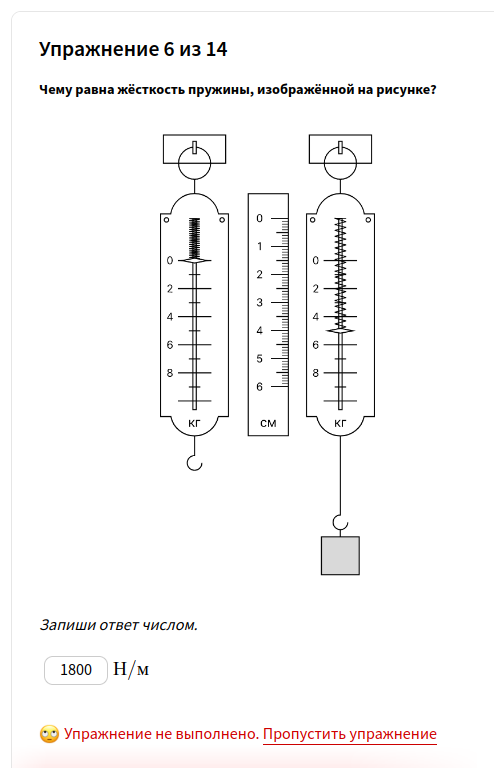 Упражнение 6 из 14
Чему равна жёсткость пружины, изображённой на рисунке?
0
2
4
6
8
кг
0
1
2
3
4
5
6
см
0
2
4
6
8
кг
Запиши ответ числом.
1800 Н/м
Упражнение не выполнено. Пропустить упражнение